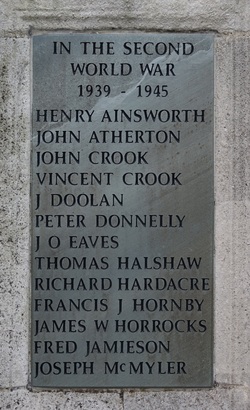 IN THE SECOND
WORLD WAR
1939 - 1945
HENRY AINSWORTH
JOHN ATHERTON
JOHN CROOK
VINCENT CROOK
J DOOLAN
PETER DONNELLY
J O EAVES
THOMAS HALSHAW
RICHARD HARDACRE
FRANCIS J HORNBY
JAMES W HORROCKS
FRED JAMIESON
JOSEPH McMYLER